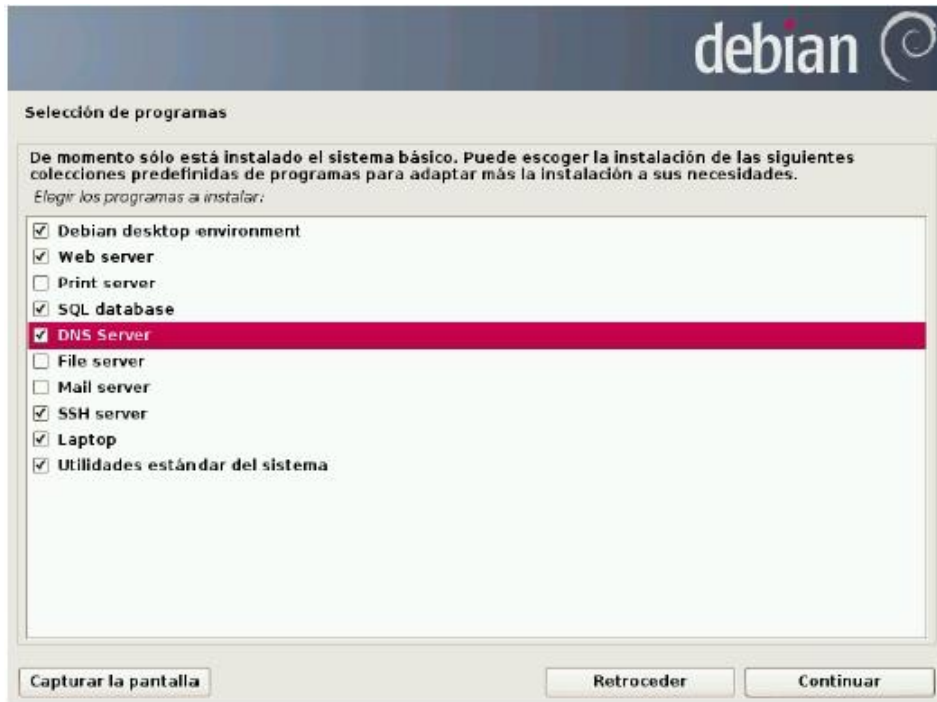 debian
Selección de programas
De momento sólo está instalado el sistema básico. Puede escoger la instalación de las siguientes
colecciones predefinidas de programas para adaptar más la instalación a sus necesidades.
Elegir los programas a instalar:
Debian desktop environment
Web server
Print server
SQL database
DNS Server
File server
Mail server
SSH server
Laptop
Utilidades estándar del sistema
Capturar la pantalla
Retroceder
Continuar